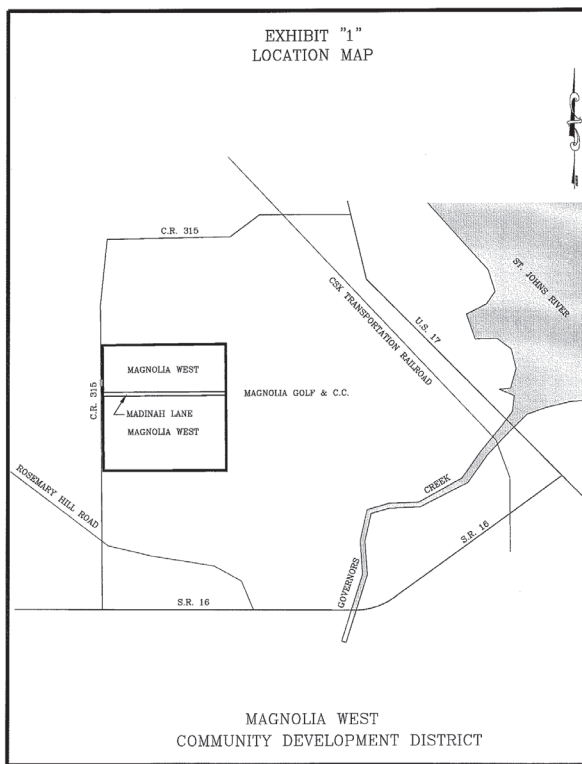 EXHIBIT "1"
LOCATION MAP
C.R. 315
CSX TRANSPORTATION RAILROAD
U.S. 17
ST. JOHNS RIVER
MAGNOLIA WEST
C.R. 315
MADINAH LANE
MAGNOLIA WEST
MAGNOLIA GOLF & C.C.
ROSEMARY HILL ROAD
CREEK
GOVERNORS
S.R. 16
S.R. 16
MAGNOLIA WEST
COMMUNITY DEVELOPMENT DISTRICT